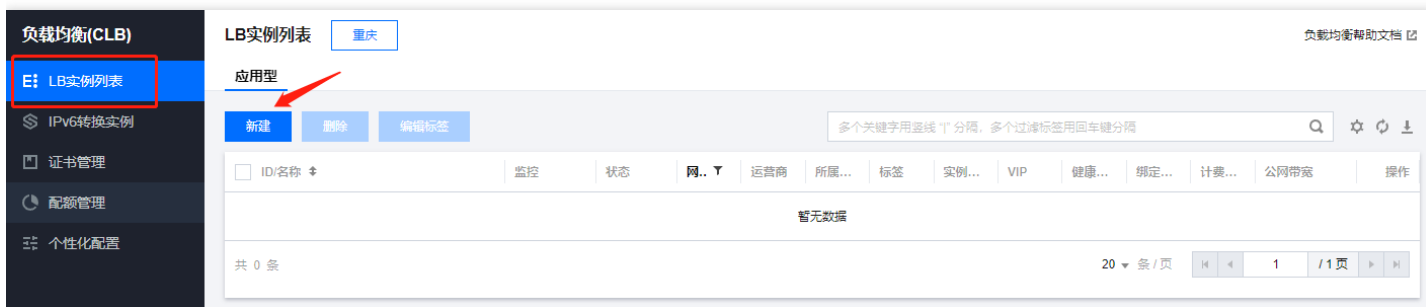 负载均衡(CLB)
LB实例列表 重庆 负载均衡帮助文档
LB实例列表
应用型
IPv6转换实例
新建 删除 编辑标签 多个关键字用竖线 "|" 分隔，多个过滤标签用回车键分隔
证书管理
ID/名称 监控 状态 网.. 运营商 所属... 标签 实例... VIP 健康... 绑定... 计费... 公网带宽 操作
配额管理
暂无数据
个性化配置
共 0 条 20 条/页 1 /1页